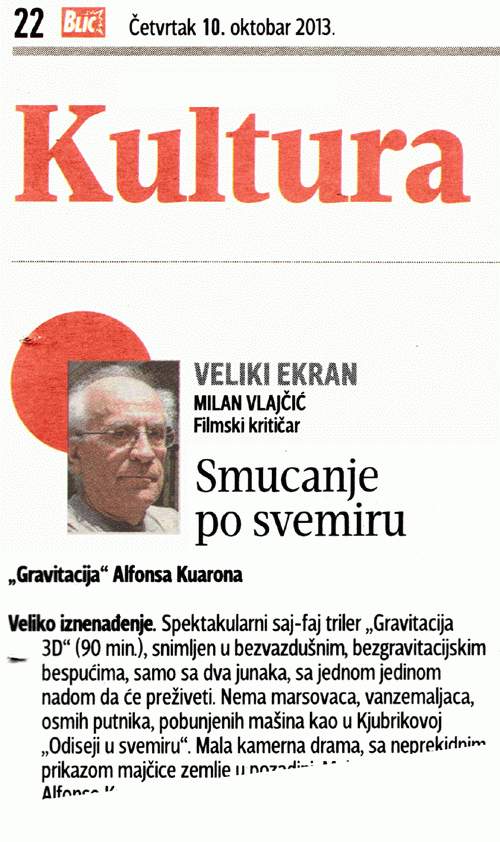 22 Blic Četvrtak 10. oktobar 2013.
Kultura
VELIKI EKRAN
MILAN VLAJČIĆ
Filmski kritičar
Smucanje
po svemiru
„Gravitacija“ Alfonsa Kuarona
Veliko iznenađenje. Spektakularni saj-faj triler „Gravitacija
3D“ (90 min.), snimljen u bezvazdušnim, bezgravitacijskim
bespućima, samo sa dva junaka, sa jednom jedinom
nadom da će preživeti. Nema marsovaca, vanzemaljaca,
osmih putnika, pobunjenih mašina kao u Kjubrikovoj
„Odiseji u svemiru“. Mala kamerna drama, sa neprekidnim
prikazom majčice zemlje u pozadini.